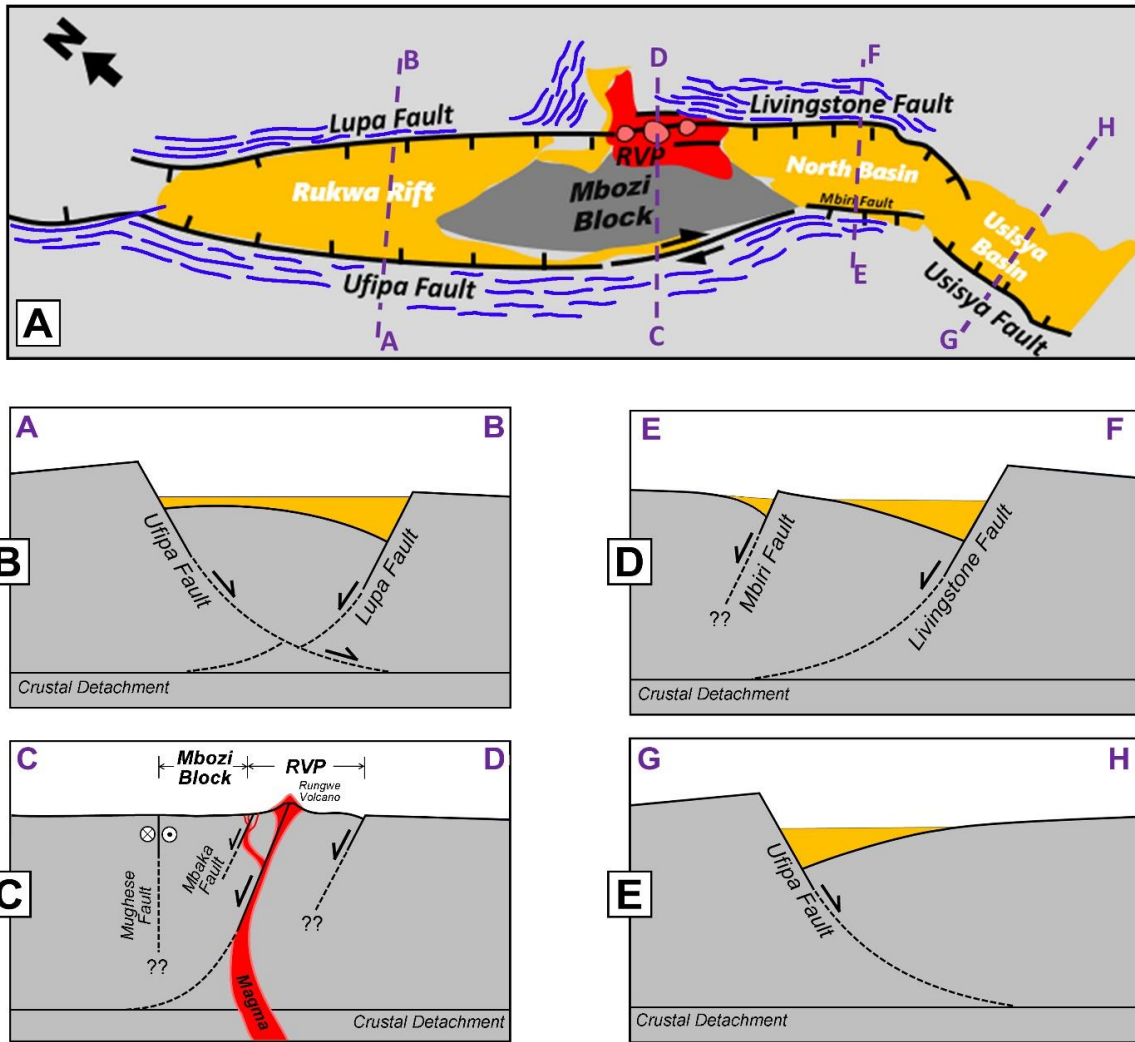 N
B
D
F
H
Lupa Fault
Livingstone Fault
RVP
Rukwa Rift
Mbozi
Block
North Basin
Mbiri Fault
Usisya
Basin
Ufipa Fault
Usisya Fault
A
C
E
G
A
A
B
Ufipa Fault
Lupa Fault
Crustal Detachment
B
E
F
Mbiri Fault
??
Livingstone Fault
Crustal Detachment
D
C
D
Mbozi
Block
RVP
Rungwe
Volcano
Mughese
Fault
??
Mbaka
Fault
??
Magma
Crustal Detachment
C
G
H
Ufipa Fault
Crustal Detachment
E